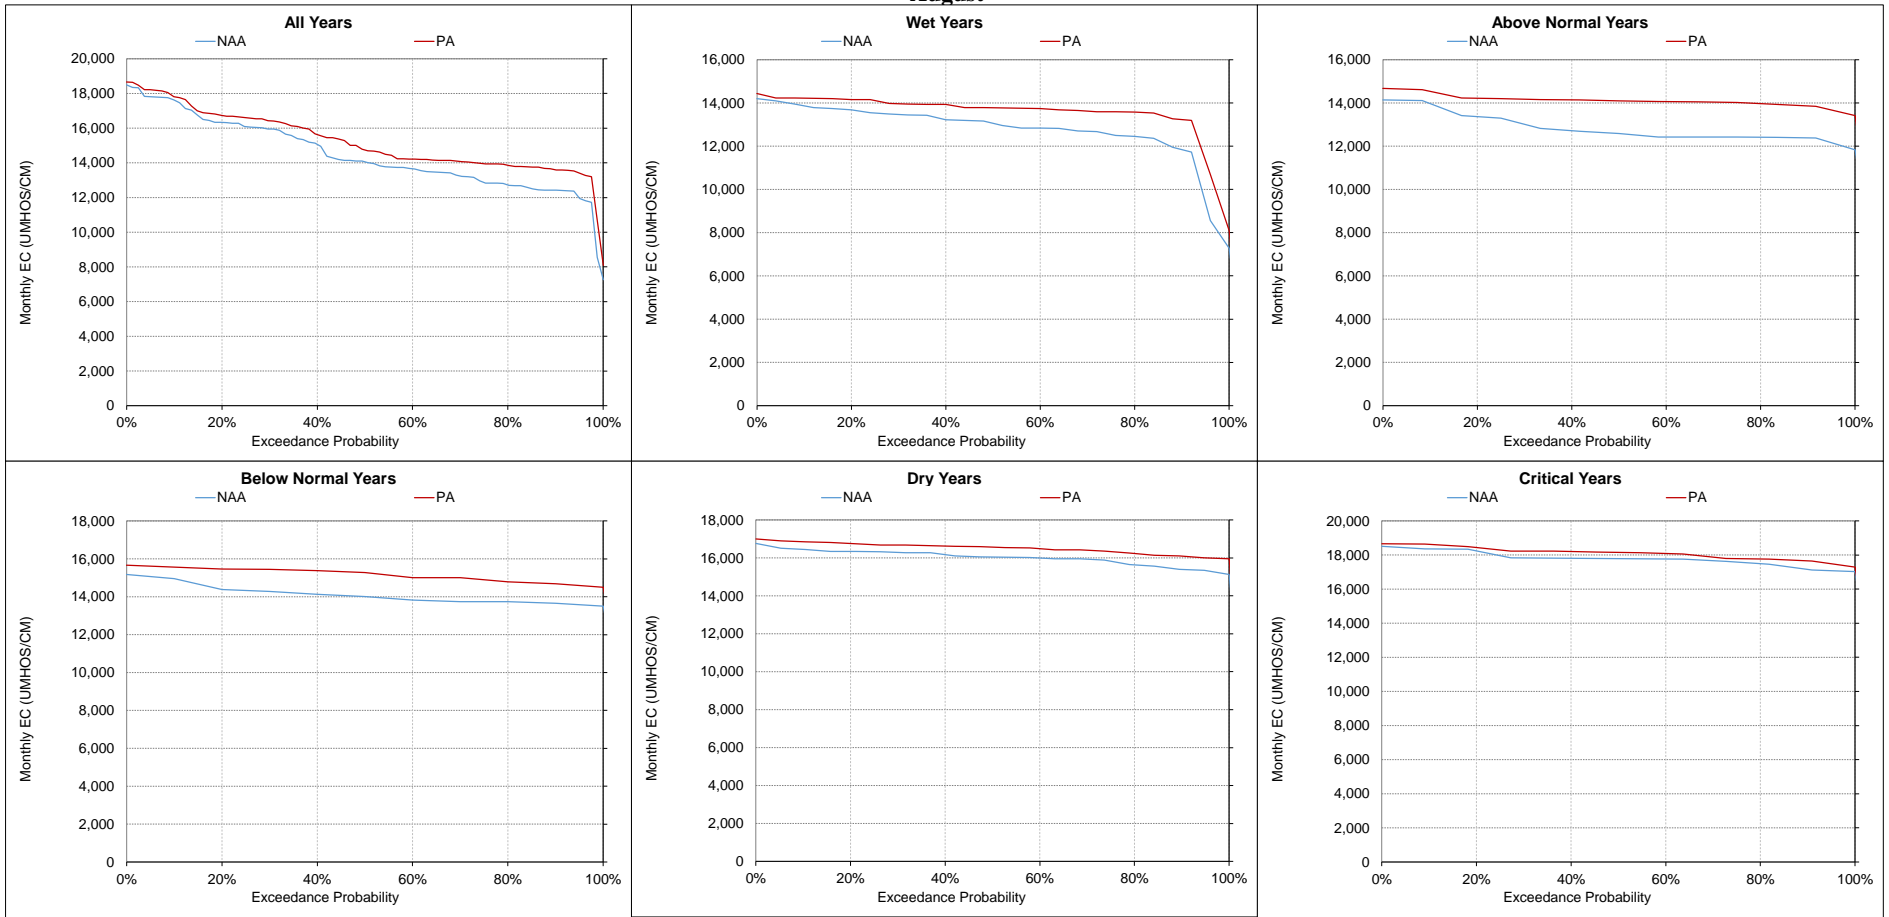 August
All Years
NAA PA
20,000
18,000
16,000
14,000
12,000
10,000
8,000
6,000
4,000
2,000
0
Monthly EC (UMHOS/CM)
0% 20% 40% 60% 80% 100%
Exceedance Probability
Wet Years
NAA PA
16,000
14,000
12,000
10,000
8,000
6,000
4,000
2,000
0
Monthly EC (UMHOS/CM)
0% 20% 40% 60% 80% 100%
Exceedance Probability
Above Normal Years
NAA PA
16,000
14,000
12,000
10,000
8,000
6,000
4,000
2,000
0
Monthly EC (UMHOS/CM)
0% 20% 40% 60% 80% 100%
Exceedance Probability
Below Normal Years
NAA PA
18,000
16,000
14,000
12,000
10,000
8,000
6,000
4,000
2,000
0
Monthly EC (UMHOS/CM)
0% 20% 40% 60% 80% 100%
Exceedance Probability
Dry Years
NAA PA
18,000
16,000
14,000
12,000
10,000
8,000
6,000
4,000
2,000
0
Monthly EC (UMHOS/CM)
0% 20% 40% 60% 80% 100%
Exceedance Probability
Critical Years
NAA PA
20,000
18,000
16,000
14,000
12,000
10,000
8,000
6,000
4,000
2,000
0
Monthly EC (UMHOS/CM)
0% 20% 40% 60% 80% 100%
Exceedance Probability